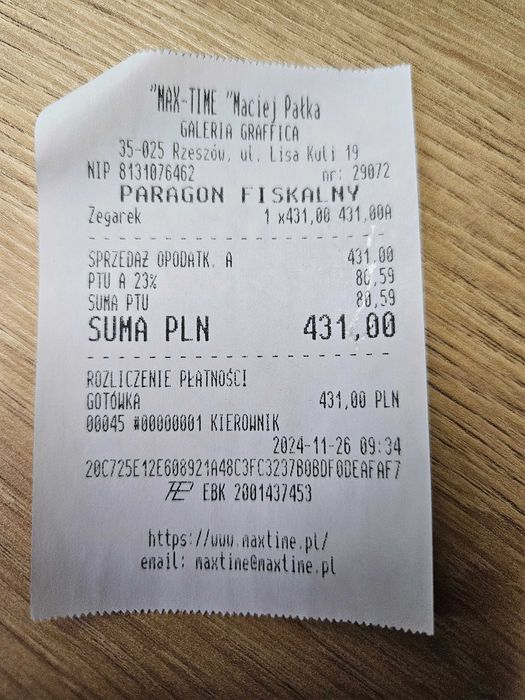 "MAX-TIME "Maciej Pałka
GALERIA GRAFFICA
35-025 Rzeszów, ul. Lisa Kuli 19
NIP 8131076462 nr: 29072
PARAGON FISKALNY
Zegarek 1 x431,00 431,00A
SPRZEDAŻ OPODATK. A 431,00
PTU A 23% 80,59
SUMA PTU 80,59
SUMA PLN 431,00
ROZLICZENIE PŁATNOŚCI
GOTÓWKA 431,00 PLN
00045 #00000001 KIEROWNIK
2024-11-26 09:34
20C725E12E608921A48C3FC3237B0BDF0DEAFAF7
EBK 2001437453
https://www.maxtime.pl/
email: maxtime@maxtime.pl